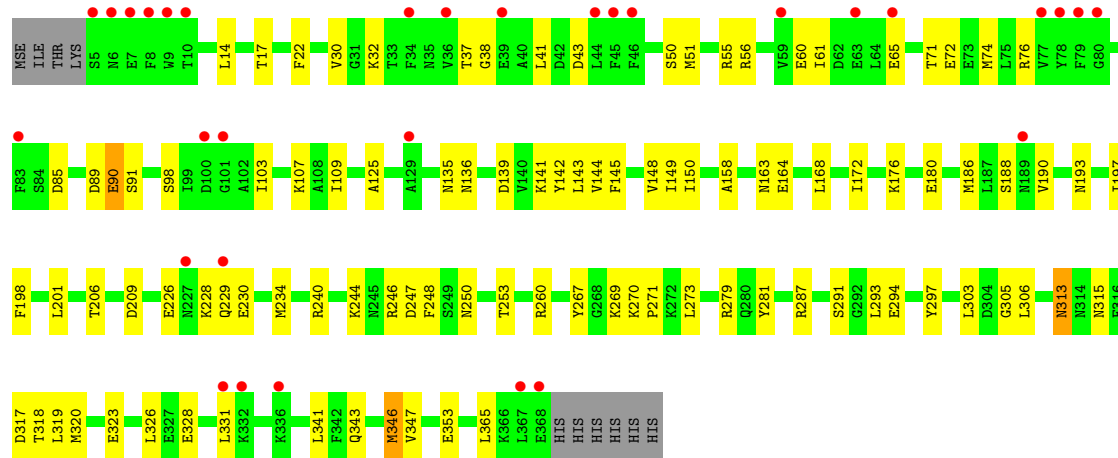 MSE ILE THR LYS S5 N6 E7 F8 W9 T10 L14 T17 F22 V30 G31 K32 T33 F34 N35 V36 T37 G38 E39 A40 L41 D42 D43 L44 F45 F46 S50 M51 R55 R56 V59 E60 I61 D62 E63 L64 E65 T71 E72 E73 M74 L75 R76 V77 Y78 F79 G80
F83 S84 D85 D89 E90 S91 S98 I99 D100 G101 A102 I103 K107 A108 I109 A125 A129 N135 N136 D139 V140 K141 Y142 L143 V144 F145 V148 I149 I150 A158 N163 E164 L168 I172 K176 E180 M186 L187 S188 N189 V190 N193 I197
F198 L201 T206 D209 E226 N227 K228 Q229 E230 M234 R240 K244 N245 R246 D247 F248 S249 N250 T253 R260 Y267 G268 K269 K270 P271 K272 L273 R279 Q280 Y281 R287 S291 G292 L293 E294 Y297 L303 D304 G305 L306 N313 N314 N315
D317 T318 L319 M320 E323 L326 E327 E328 L331 K332 K336 L341 F342 Q343 M346 V347 E353 L365 K366 L367 E368 HIS HIS HIS HIS HIS HIS